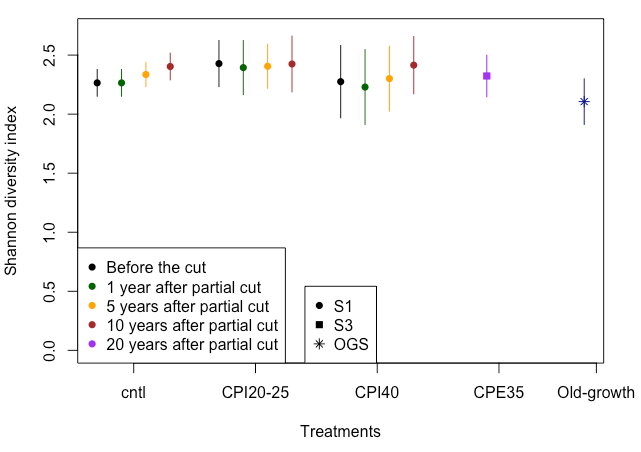 Shannon diversity index
2.5
2.0
1.5
1.0
0.5
0.0
Before the cut
1 year after partial cut
5 years after partial cut
10 years after partial cut
20 years after partial cut
S1
S3
OGS
cntl CPI20-25 CPI40 CPE35 Old-growth
Treatments